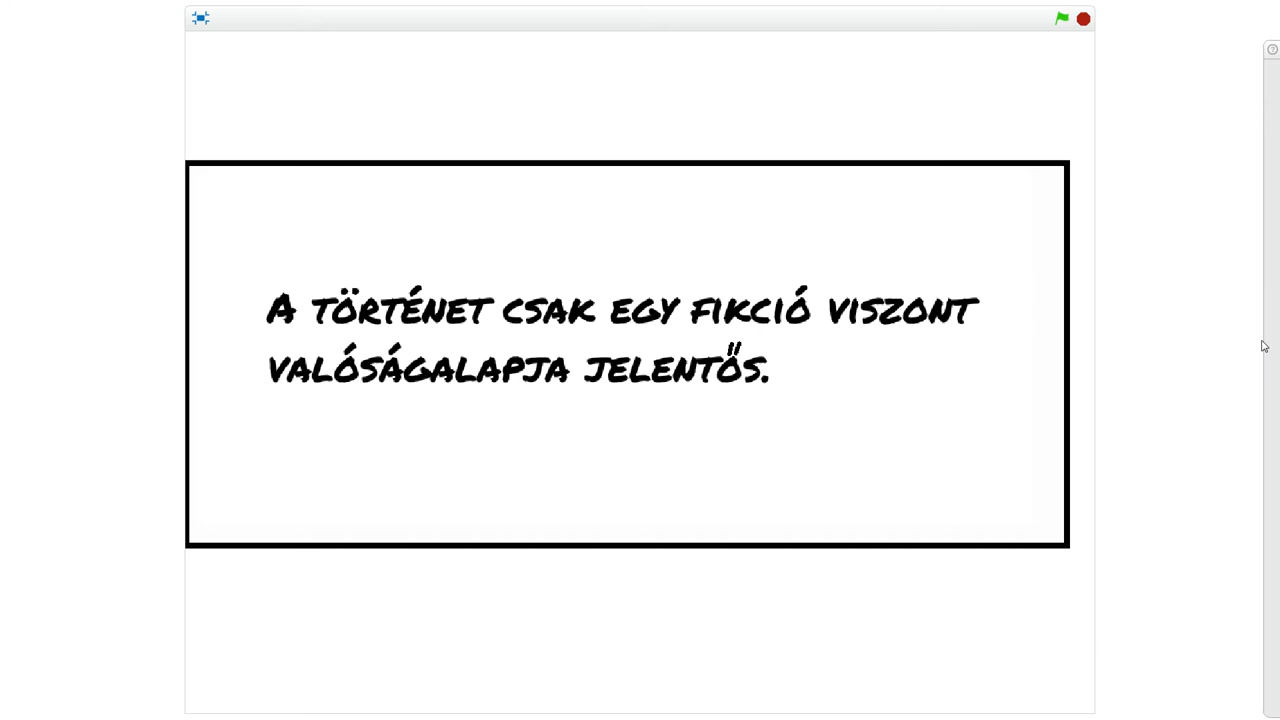 A TÖRTÉNET CSAK EGY FIKCIÓ VISZONT
VALÓSÁGALAPJA JELENTŐS.